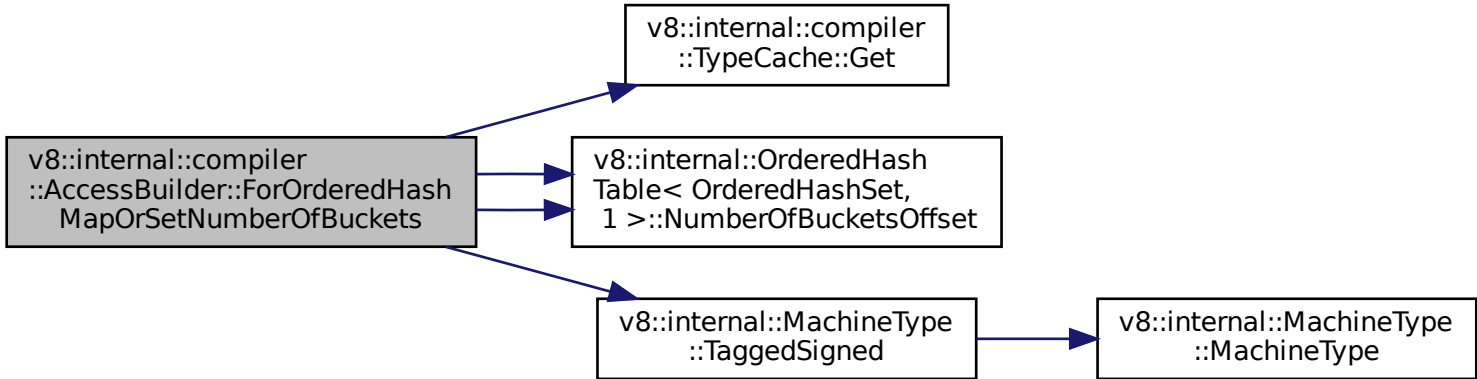 v8::internal::compiler
::TypeCache::Get
v8::internal::compiler
::AccessBuilder::ForOrderedHash
MapOrSetNumberOfBuckets
v8::internal::OrderedHash
Table< OrderedHashSet,
1 >::NumberOfBucketsOffset
v8::internal::MachineType
::TaggedSigned
v8::internal::MachineType
::MachineType